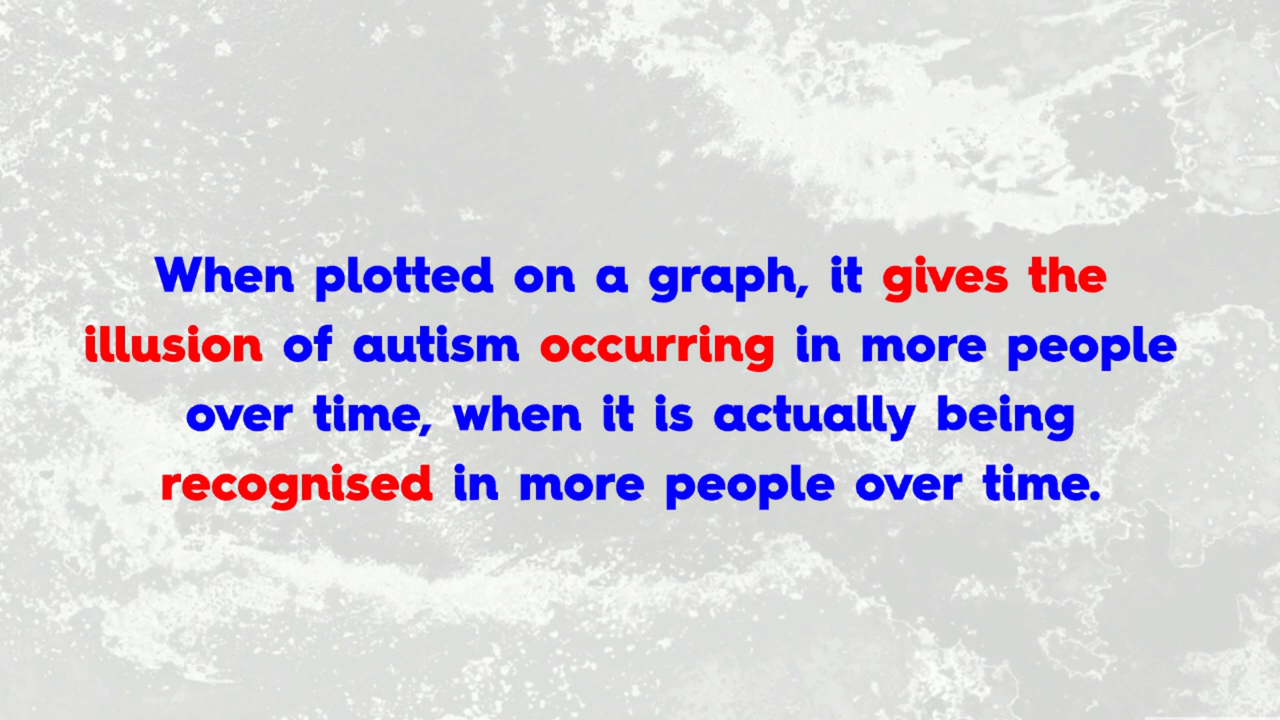 When plotted on a graph, it gives the
illusion of autism occurring in more people
over time, when it is actually being
recognised in more people over time.